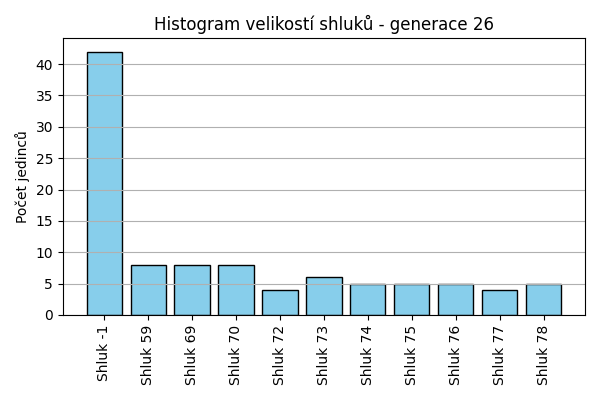 Histogram velikostí shluků - generace 26
Počet jedinců
40
35
30
25
20
15
10
5
0
Shluk -1
Shluk 59
Shluk 69
Shluk 70
Shluk 72
Shluk 73
Shluk 74
Shluk 75
Shluk 76
Shluk 77
Shluk 78